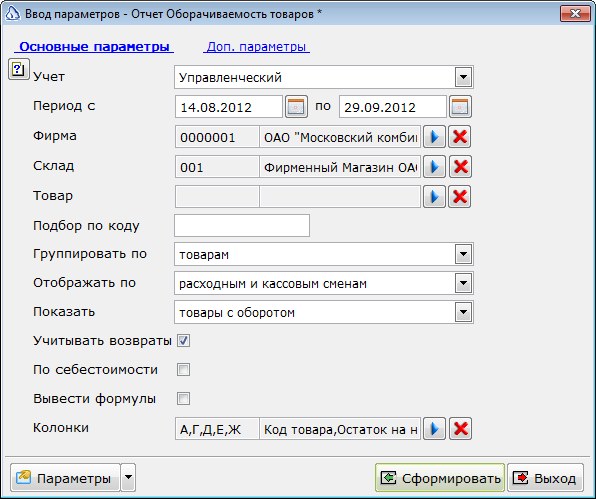 Ввод параметров - Отчет Оборачиваемость товаров *
Основные параметры Доп. параметры
Учет Управленческий
Период с 14.08.2012 по 29.09.2012
Фирма 0000001 ОАО "Московский комби
Склад 001 Фирменный Магазин ОАО
Товар
Подбор по коду
Группировать по товарам
Отображать по расходным и кассовым сменам
Показать товары с оборотом
Учитывать возвраты
По себестоимости
Вывести формулы
Колонки А,Г,Д,Е,Ж Код товара,Остаток на н
Параметры Сформировать Выход